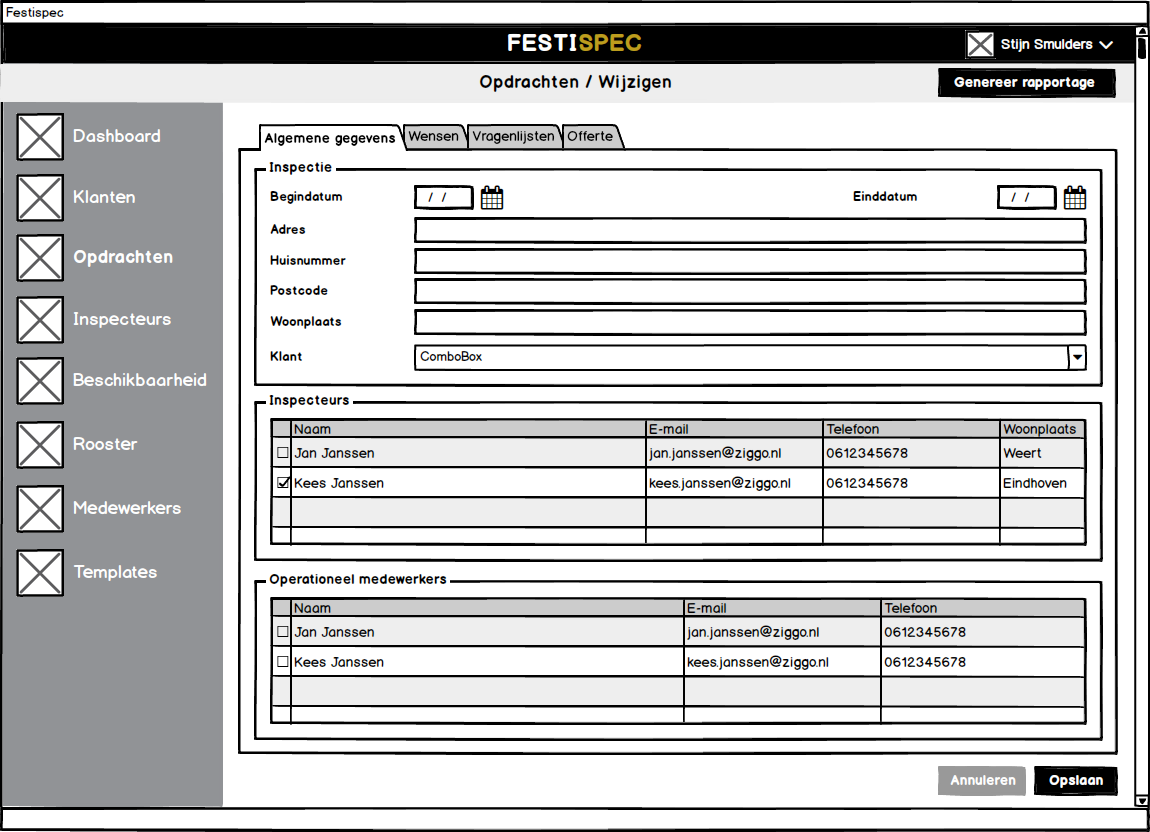 Festispec
FESTISPEC
Stijn Smulders
Opdrachten / Wijzigen
Genereer rapportage
Dashboard
Klanten
Opdrachten
Inspecteurs
Beschikbaarheid
Rooster
Medewerkers
Templates
Algemene gegevens Wensen Vragenlijsten Offerte
Inspectie
Begindatum / / Einddatum / /
Adres
Huisnummer
Postcode
Woonplaats
Klant ComboBox
Inspecteurs
Naam E-mail Telefoon Woonplaats
Jan Janssen jan.janssen@ziggo.nl 0612345678 Weert
Kees Janssen kees.janssen@ziggo.nl 0612345678 Eindhoven
Operationeel medewerkers
Naam E-mail Telefoon
Jan Janssen jan.janssen@ziggo.nl 0612345678
Kees Janssen kees.janssen@ziggo.nl 0612345678
Annuleren Opslaan